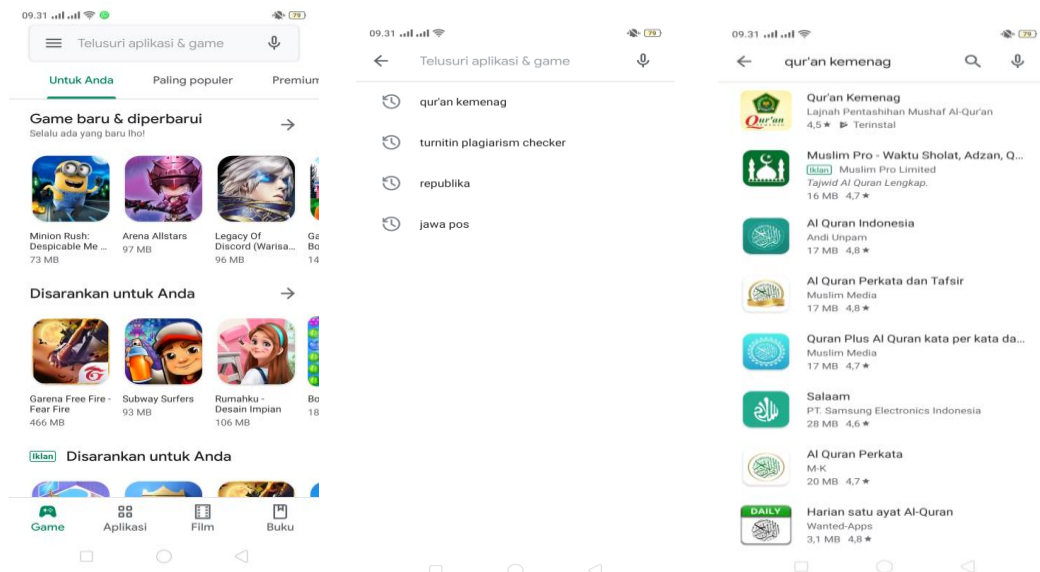 09.31
79
Telusuri aplikasi & game
Untuk Anda Paling populer Premium
Game baru & diperbarui
Selalu ada yang baru lho!
Minion Rush: Arena Allstars Legacy Of Ga
Despicable Me ... 97 MB Discord (Warisa... Bo
73 MB 96 MB 14
Disarankan untuk Anda
Garena Free Fire - Subway Surfers Rumahku - Bo
Fear Fire 93 MB Desain Impian 18
466 MB 106 MB
Iklan Disarankan untuk Anda
Game Aplikasi Film Buku
09.31
79
Telusuri aplikasi & game
qur'an kemenag
turnitin plagiarism checker
republika
jawa pos
09.31
79
qur'an kemenag
Qur'an
Qur'an Kemenag
Lajnah Pentashihan Mushaf Al-Qur'an
4,5★ Terinstal
Muslim Pro - Waktu Sholat, Adzan, Q...
Iklan Muslim Pro Limited
Tajwid Al Quran Lengkap.
16 MB 4,7★
Al Quran Indonesia
Andi Unpam
17 MB 4,8★
Al Quran Perkata dan Tafsir
Muslim Media
17 MB 4,8★
Quran Plus Al Quran kata per kata da...
Muslim Media
17 MB 4,7★
Salaam
PT. Samsung Electronics Indonesia
28 MB 4,6★
Al Quran Perkata
M-K
20 MB 4,7★
DAILY
Harian satu ayat Al-Quran
Wanted-Apps
3,1 MB 4,8★